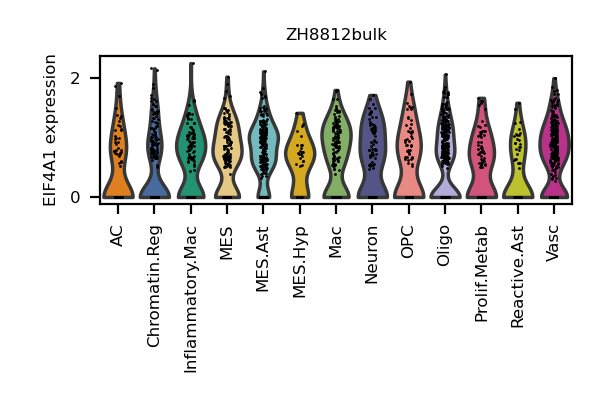 ZH8812bulk
EIF4A1 expression
2
0
AC
Chromatin.Reg
Inflammatory.Mac
MES
MES.Ast
MES.Hyp
Mac
Neuron
OPC
Oligo
Prolif.Metab
Reactive.Ast
Vasc